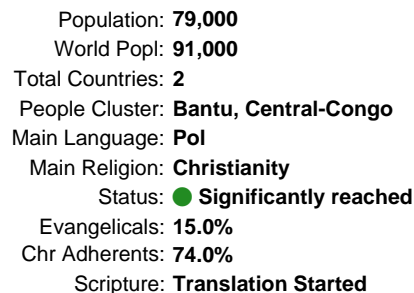 Population: 79,000
World Popl: 91,000
Total Countries: 2
People Cluster: Bantu, Central-Congo
Main Language: Pol
Main Religion: Christianity
Status: Significantly reached
Evangelicals: 15.0%
Chr Adherents: 74.0%
Scripture: Translation Started